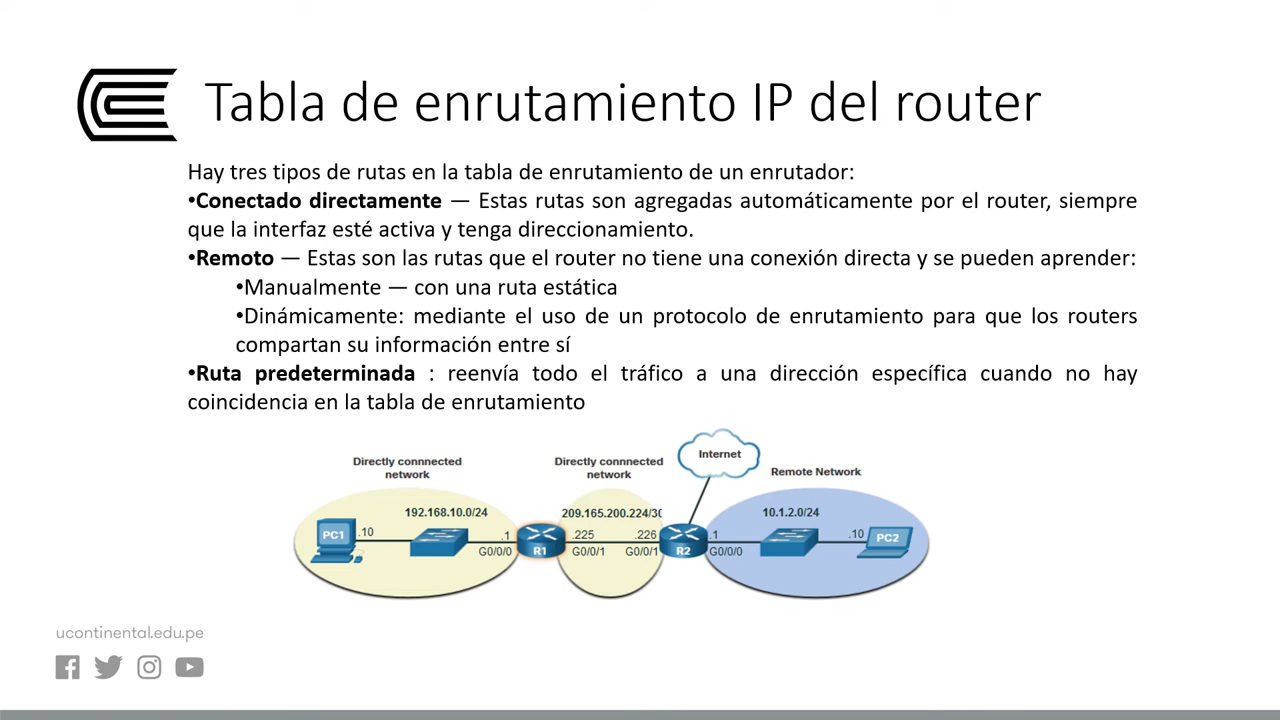 Tabla de enrutamiento IP del router
Hay tres tipos de rutas en la tabla de enrutamiento de un enrutador:
•Conectado directamente — Estas rutas son agregadas automáticamente por el router, siempre
que la interfaz esté activa y tenga direccionamiento.
•Remoto — Estas son las rutas que el router no tiene una conexión directa y se pueden aprender:
•Manualmente — con una ruta estática
•Dinámicamente: mediante el uso de un protocolo de enrutamiento para que los routers
compartan su información entre sí
•Ruta predeterminada : reenvía todo el tráfico a una dirección específica cuando no hay
coincidencia en la tabla de enrutamiento
Directly connnected
network
Directly connnected
network
Internet
Remote Network
192.168.10.0/24
209.165.200.224/30
10.1.2.0/24
PC1
.10
.1
G0/0/0
R1
.225
G0/0/1
.226
G0/0/1
R2
.1
G0/0/0
.10
PC2
ucontinental.edu.pe